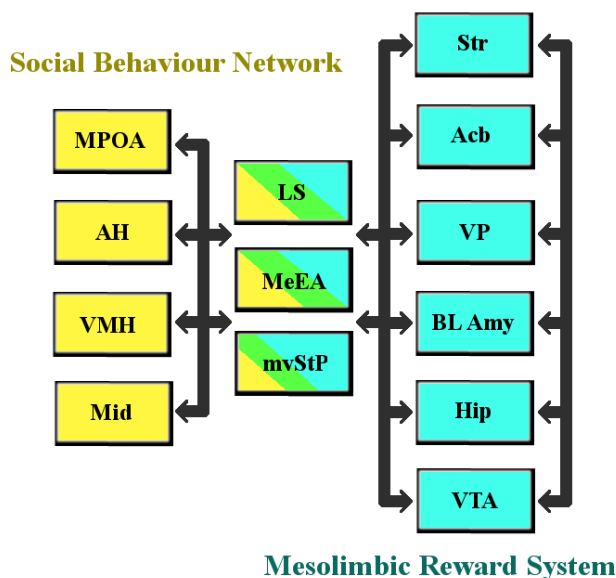 Social Behaviour Network
MPOA
AH
VMH
Mid
LS
MeEA
mvStP
Str
Acb
VP
BL Amy
Hip
VTA
Mesolimbic Reward System